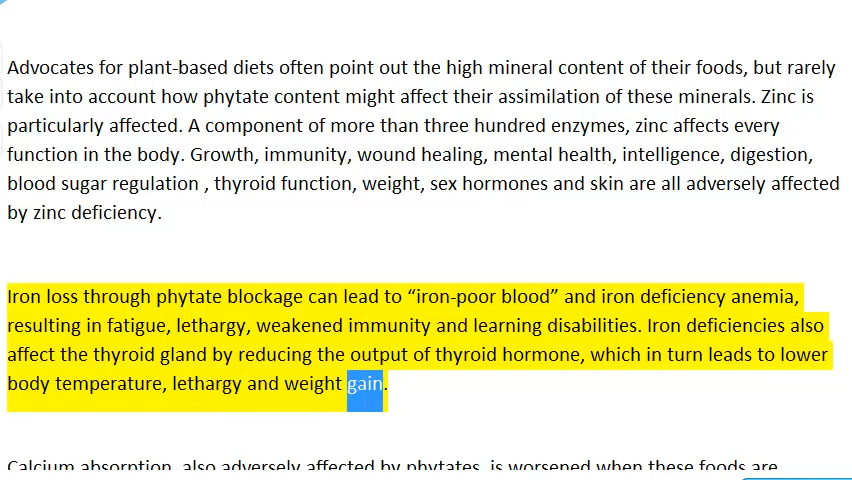 Advocates for plant-based diets often point out the high mineral content of their foods, but rarely
take into account how phytate content might affect their assimilation of these minerals. Zinc is
particularly affected. A component of more than three hundred enzymes, zinc affects every
function in the body. Growth, immunity, wound healing, mental health, intelligence, digestion,
blood sugar regulation , thyroid function, weight, sex hormones and skin are all adversely affected
by zinc deficiency.
Iron loss through phytate blockage can lead to “iron-poor blood” and iron deficiency anemia,
resulting in fatigue, lethargy, weakened immunity and learning disabilities. Iron deficiencies also
affect the thyroid gland by reducing the output of thyroid hormone, which in turn leads to lower
body temperature, lethargy and weight gain.
Calcium absorption, also adversely affected by phytates, is worsened when these foods are